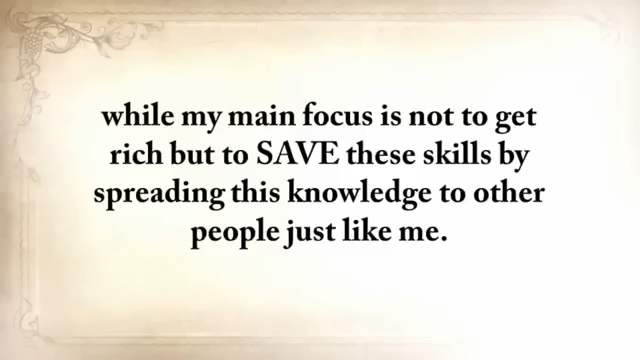 while my main focus is not to get
rich but to SAVE these skills by
spreading this knowledge to other
people just like me.